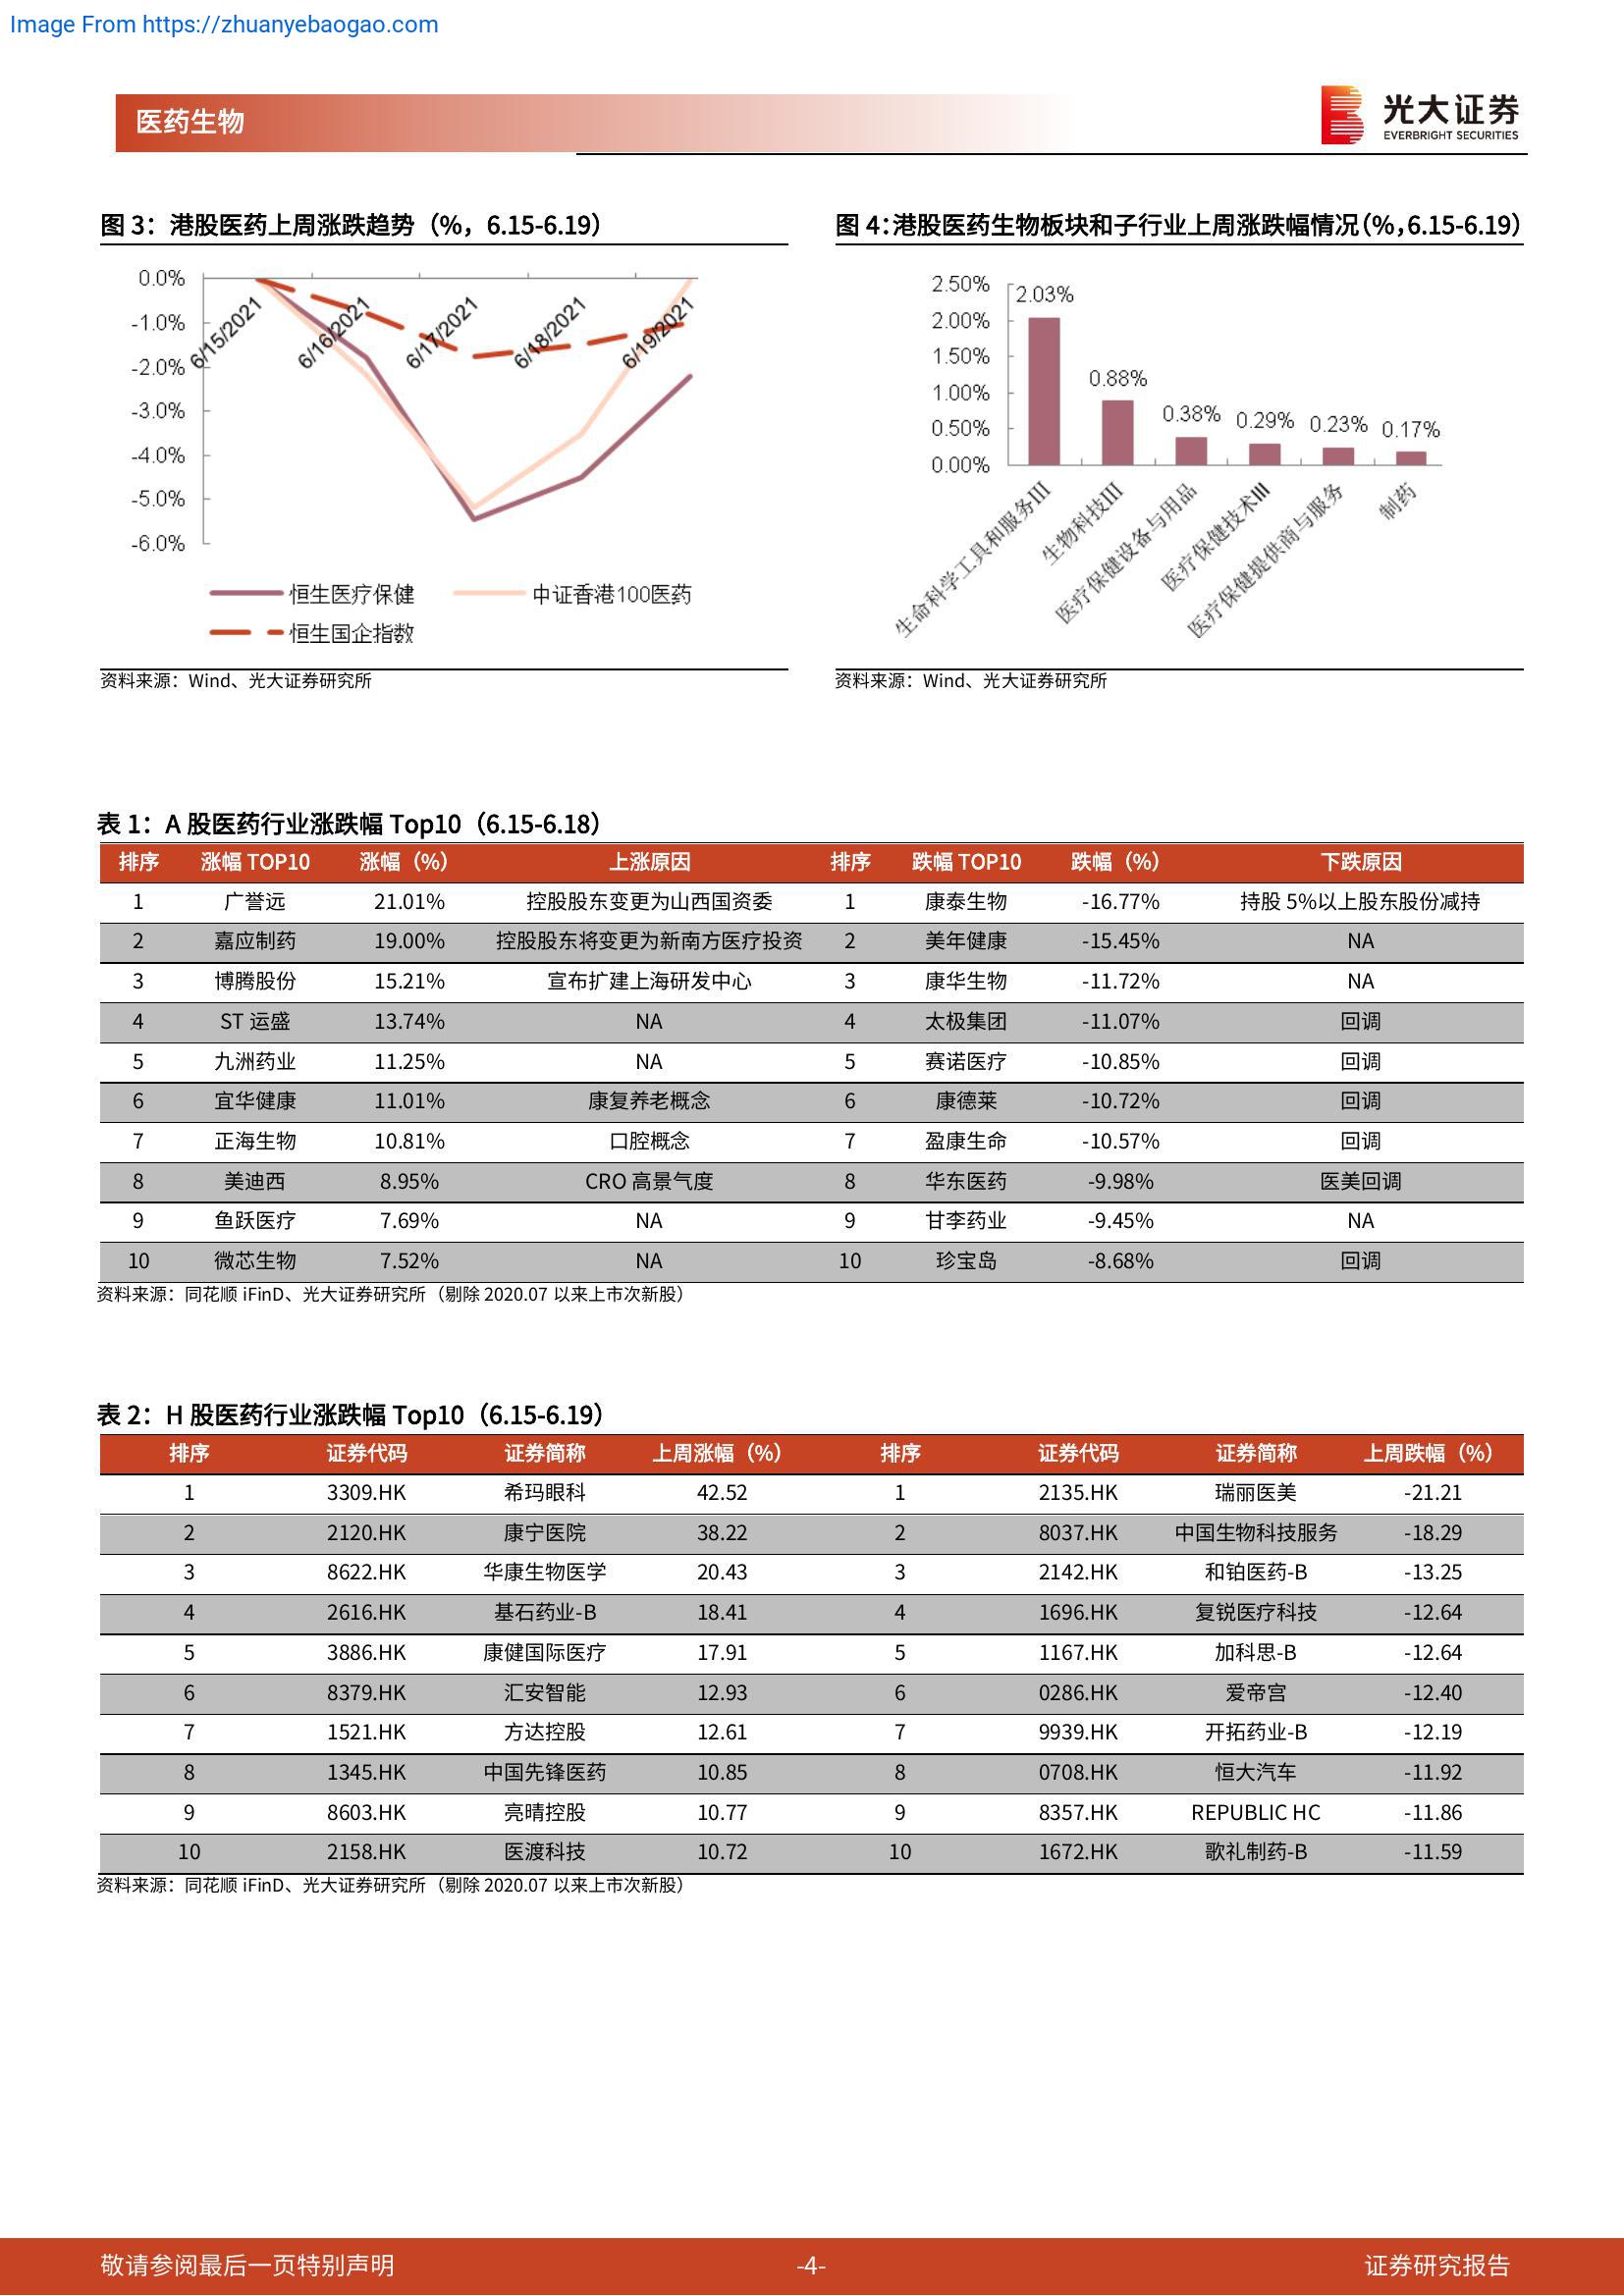 Image From https://zhuanyebaogao.com
医药生物
光大证券
EVERBRIGHT SECURITIES
图 3：港股医药上周涨跌趋势（%，6.15-6.19）
0.0%
-1.0%
-2.0%
-3.0%
-4.0%
-5.0%
-6.0%
6/15/2021
6/16/2021
6/17/2021
6/18/2021
6/19/2021
恒生医疗保健
中证香港100医药
恒生国企指数
资料来源：Wind、光大证券研究所
图 4：港股医药生物板块和子行业上周涨跌幅情况（%，6.15-6.19）
2.50%
2.00%
1.50%
1.00%
0.50%
0.00%
2.03%
0.88%
0.38%
0.29%
0.23%
0.17%
生命科学工具和服务III
生物科技III
医疗保健设备与用品
医疗保健技术III
医疗保健提供商与服务
制药
资料来源：Wind、光大证券研究所
表 1：A 股医药行业涨跌幅 Top10（6.15-6.18）
排序 涨幅 TOP10 涨幅（%） 上涨原因 排序 跌幅 TOP10 跌幅（%） 下跌原因
1 广誉远 21.01% 控股股东变更为山西国资委 1 康泰生物 -16.77% 持股 5%以上股东股份减持
2 嘉应制药 19.00% 控股股东将变更为新南方医疗投资 2 美年健康 -15.45% NA
3 博腾股份 15.21% 宣布扩建上海研发中心 3 康华生物 -11.72% NA
4 ST 运盛 13.74% NA 4 太极集团 -11.07% 回调
5 九洲药业 11.25% NA 5 赛诺医疗 -10.85% 回调
6 宜华健康 11.01% 康复养老概念 6 康德莱 -10.72% 回调
7 正海生物 10.81% 口腔概念 7 盈康生命 -10.57% 回调
8 美迪西 8.95% CRO 高景气度 8 华东医药 -9.98% 医美回调
9 鱼跃医疗 7.69% NA 9 甘李药业 -9.45% NA
10 微芯生物 7.52% NA 10 珍宝岛 -8.68% 回调
资料来源：同花顺 iFinD、光大证券研究所（剔除 2020.07 以来上市次新股）
表 2：H 股医药行业涨跌幅 Top10（6.15-6.19）
排序 证券代码 证券简称 上周涨幅（%） 排序 证券代码 证券简称 上周跌幅（%）
1 3309.HK 希玛眼科 42.52 1 2135.HK 瑞丽医美 -21.21
2 2120.HK 康宁医院 38.22 2 8037.HK 中国生物科技服务 -18.29
3 8622.HK 华康生物医学 20.43 3 2142.HK 和铂医药-B -13.25
4 2616.HK 基石药业-B 18.41 4 1696.HK 复锐医疗科技 -12.64
5 3886.HK 康健国际医疗 17.91 5 1167.HK 加科思-B -12.64
6 8379.HK 汇安智能 12.93 6 0286.HK 爱帝宫 -12.40
7 1521.HK 方达控股 12.61 7 9939.HK 开拓药业-B -12.19
8 1345.HK 中国先锋医药 10.85 8 0708.HK 恒大汽车 -11.92
9 8603.HK 亮晴控股 10.77 9 8357.HK REPUBLIC HC -11.86
10 2158.HK 医渡科技 10.72 10 1672.HK 歌礼制药-B -11.59
资料来源：同花顺 iFinD、光大证券研究所（剔除 2020.07 以来上市次新股）
敬请参阅最后一页特别声明 -4- 证券研究报告